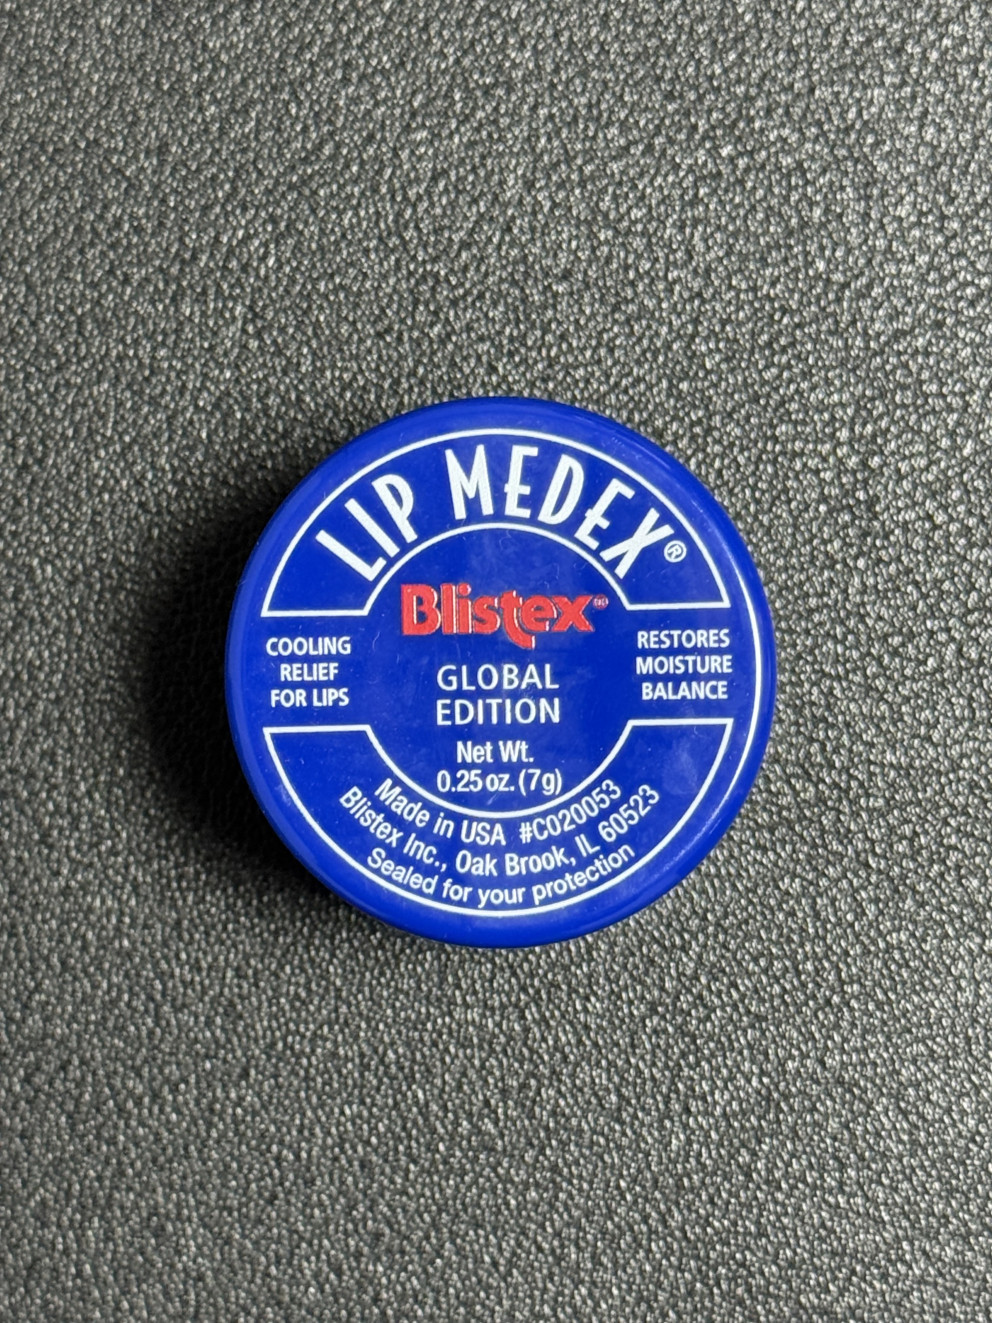 LIP MEDEX®
Blistex
GLOBAL
EDITION
COOLING
RELIEF
FOR LIPS
RESTORES
MOISTURE
BALANCE
Net Wt.
0.25 oz. (7g)
Made in USA #C020053
Blistex Inc., Oak Brook, IL 60523
Sealed for your protection